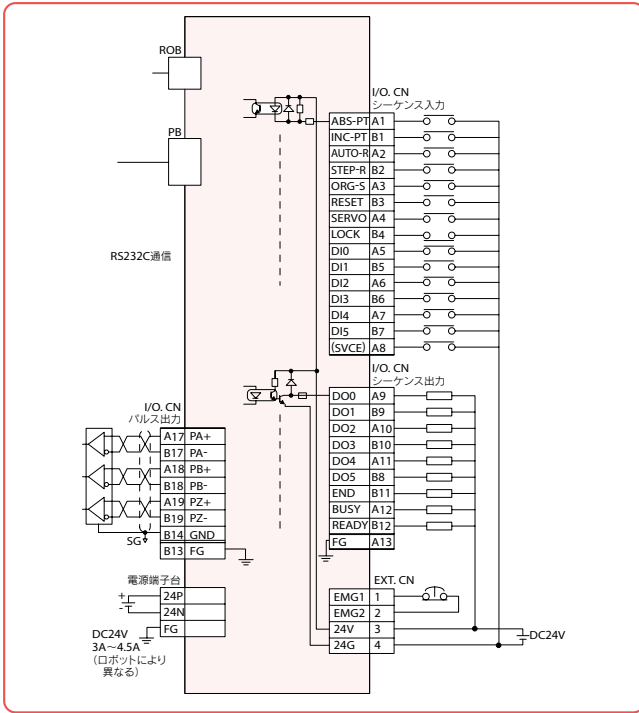 ROB
PB
RS232C通信
I/O. CN
シーケンス入力
ABS-PT A1
INC-PT B1
AUTO-R A2
STEP-R B2
ORG-S A3
RESET B3
SERVO A4
LOCK B4
DI0 A5
DI1 B5
DI2 A6
DI3 B6
DI4 A7
DI5 B7
(SVCE) A8
I/O. CN
シーケンス出力
DO0 A9
DO1 B9
DO2 A10
DO3 B10
DO4 A11
DO5 B8
END B11
BUSY A12
READY B12
FG A13
I/O. CN
パルス出力
A17 PA+
B17 PA-
A18 PB+
B18 PB-
A19 PZ+
B19 PZ-
B14 GND
B13 FG
SG
電源端子台
+ 24P
- 24N
FG
DC24V
3A~4.5A
(ロボットにより
異なる)
EXT. CN
EMG1 1
EMG2 2
24V 3
24G 4
DC24V